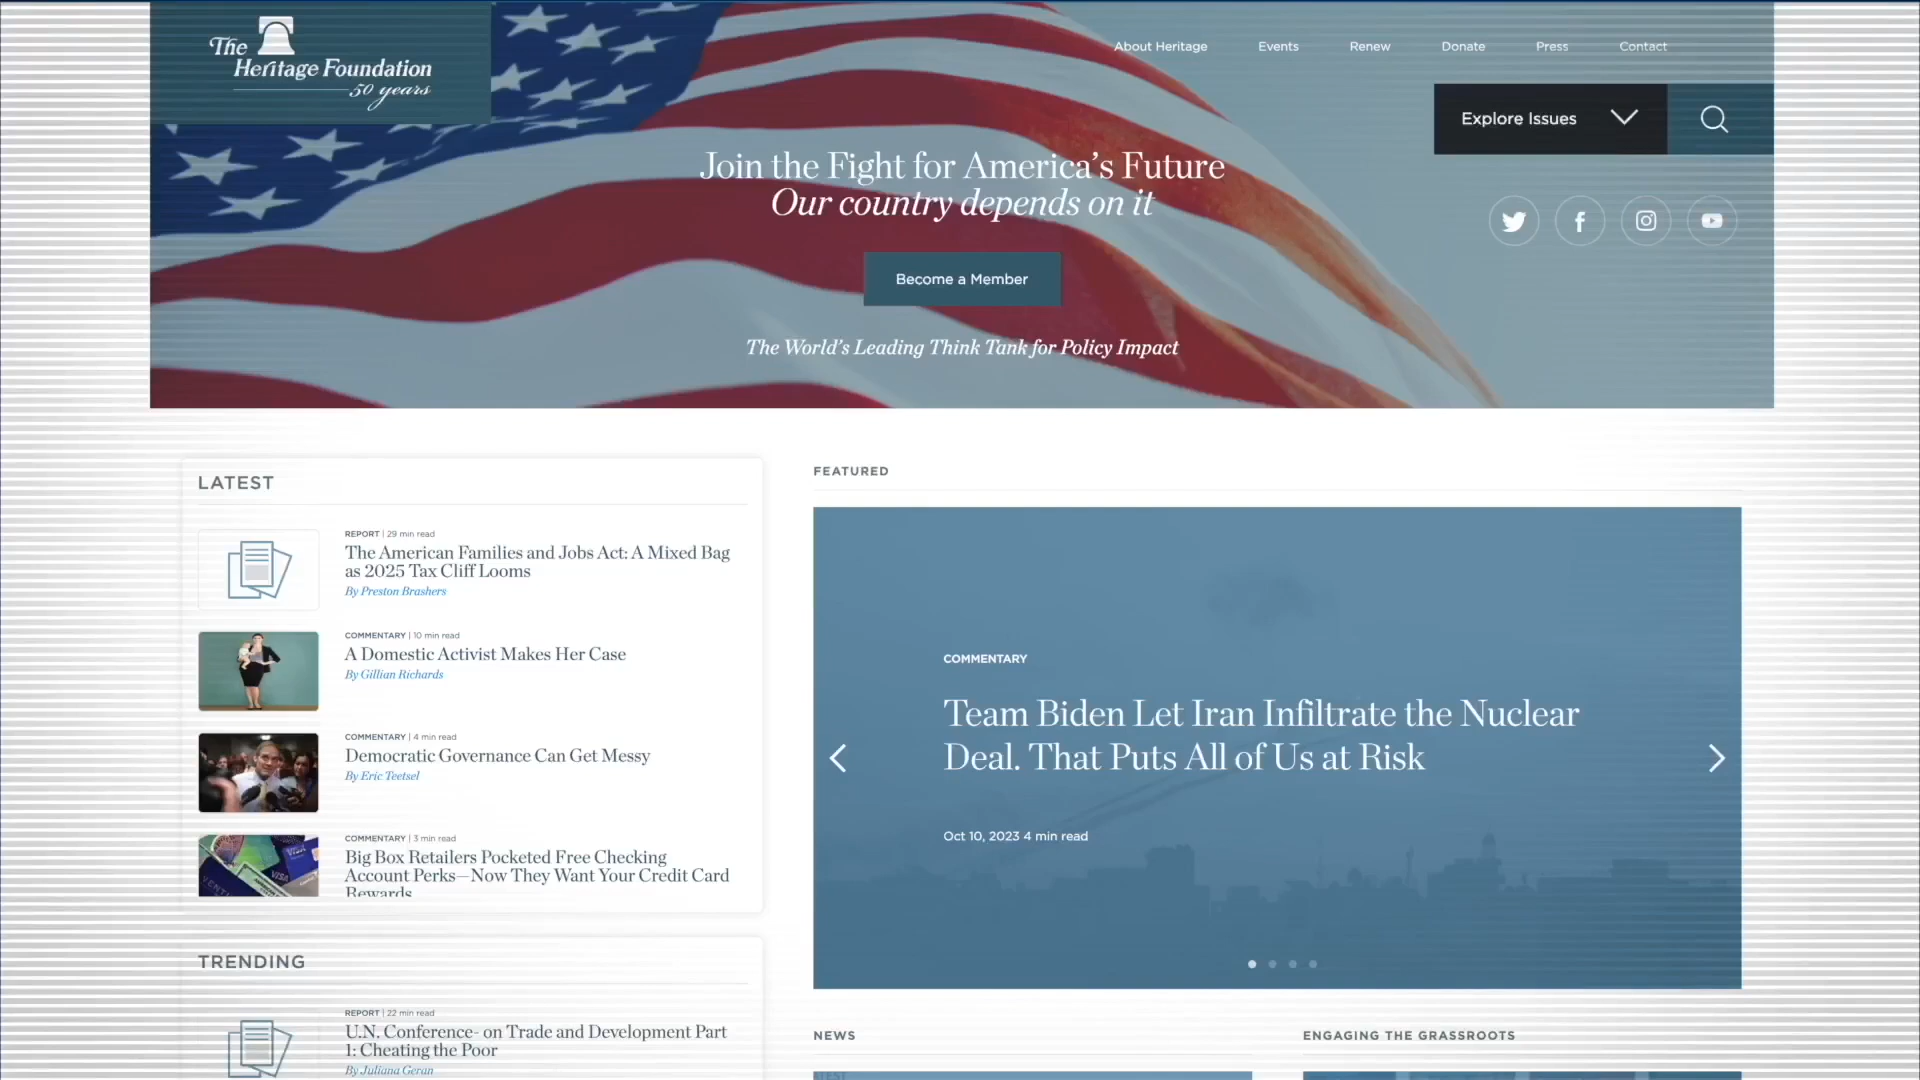 The
Heritage Foundation
50 years
About Heritage
Events
Renew
Donate
Press
Contact
Explore Issues
Join the Fight for America's Future
Our country depends on it
Become a Member
The World's Leading Think Tank for Policy Impact
LATEST
REPORT | 29 min read
The American Families and Jobs Act: A Mixed Bag
as 2025 Tax Cliff Looms
By Preston Brashers
COMMENTARY | 10 min read
A Domestic Activist Makes Her Case
By Gillian Richards
COMMENTARY | 4 min read
Democratic Governance Can Get Messy
By Eric Teetsel
COMMENTARY | 3 min read
Big Box Retailers Pocketed Free Checking
Account Perks—Now They Want Your Credit Card
Rewards
TRENDING
REPORT | 22 min read
U.N. Conference- on Trade and Development Part
1: Cheating the Poor
By Juliana Geran
FEATURED
COMMENTARY
Team Biden Let Iran Infiltrate the Nuclear
Deal. That Puts All of Us at Risk
Oct 10, 2023 4 min read
NEWS
ENGAGING THE GRASSROOTS